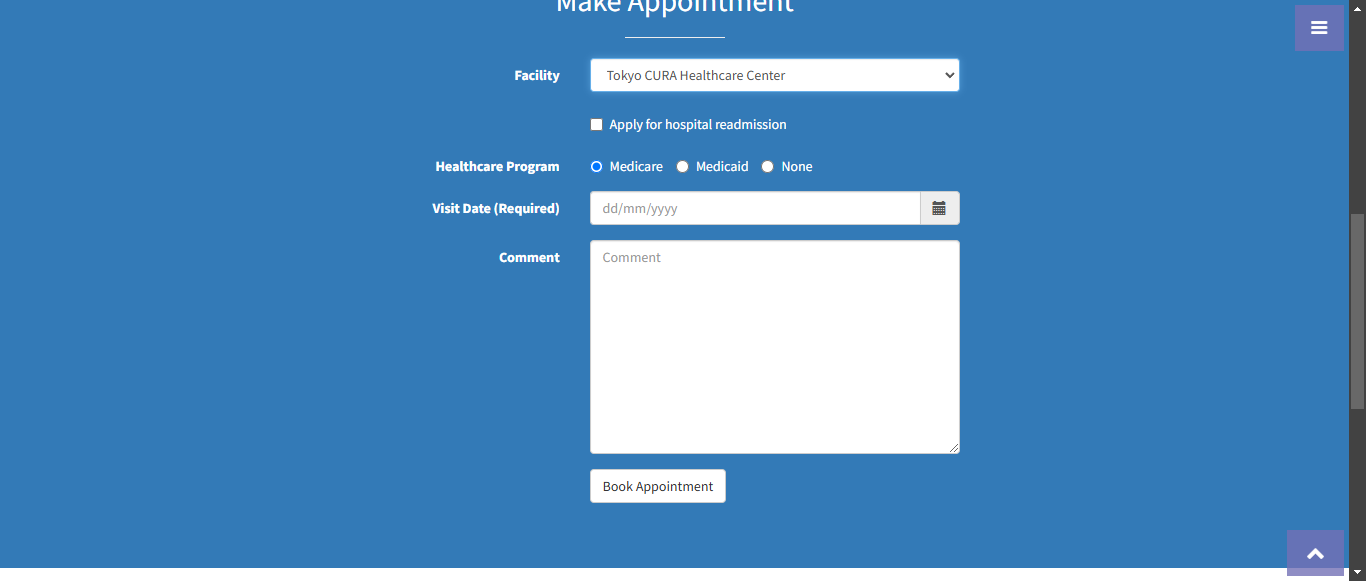 Make Appointment
Facility
Tokyo CURA Healthcare Center
Apply for hospital readmission
Healthcare Program
Medicare Medicaid None
Visit Date (Required)
dd/mm/yyyy
Comment
Comment
Book Appointment